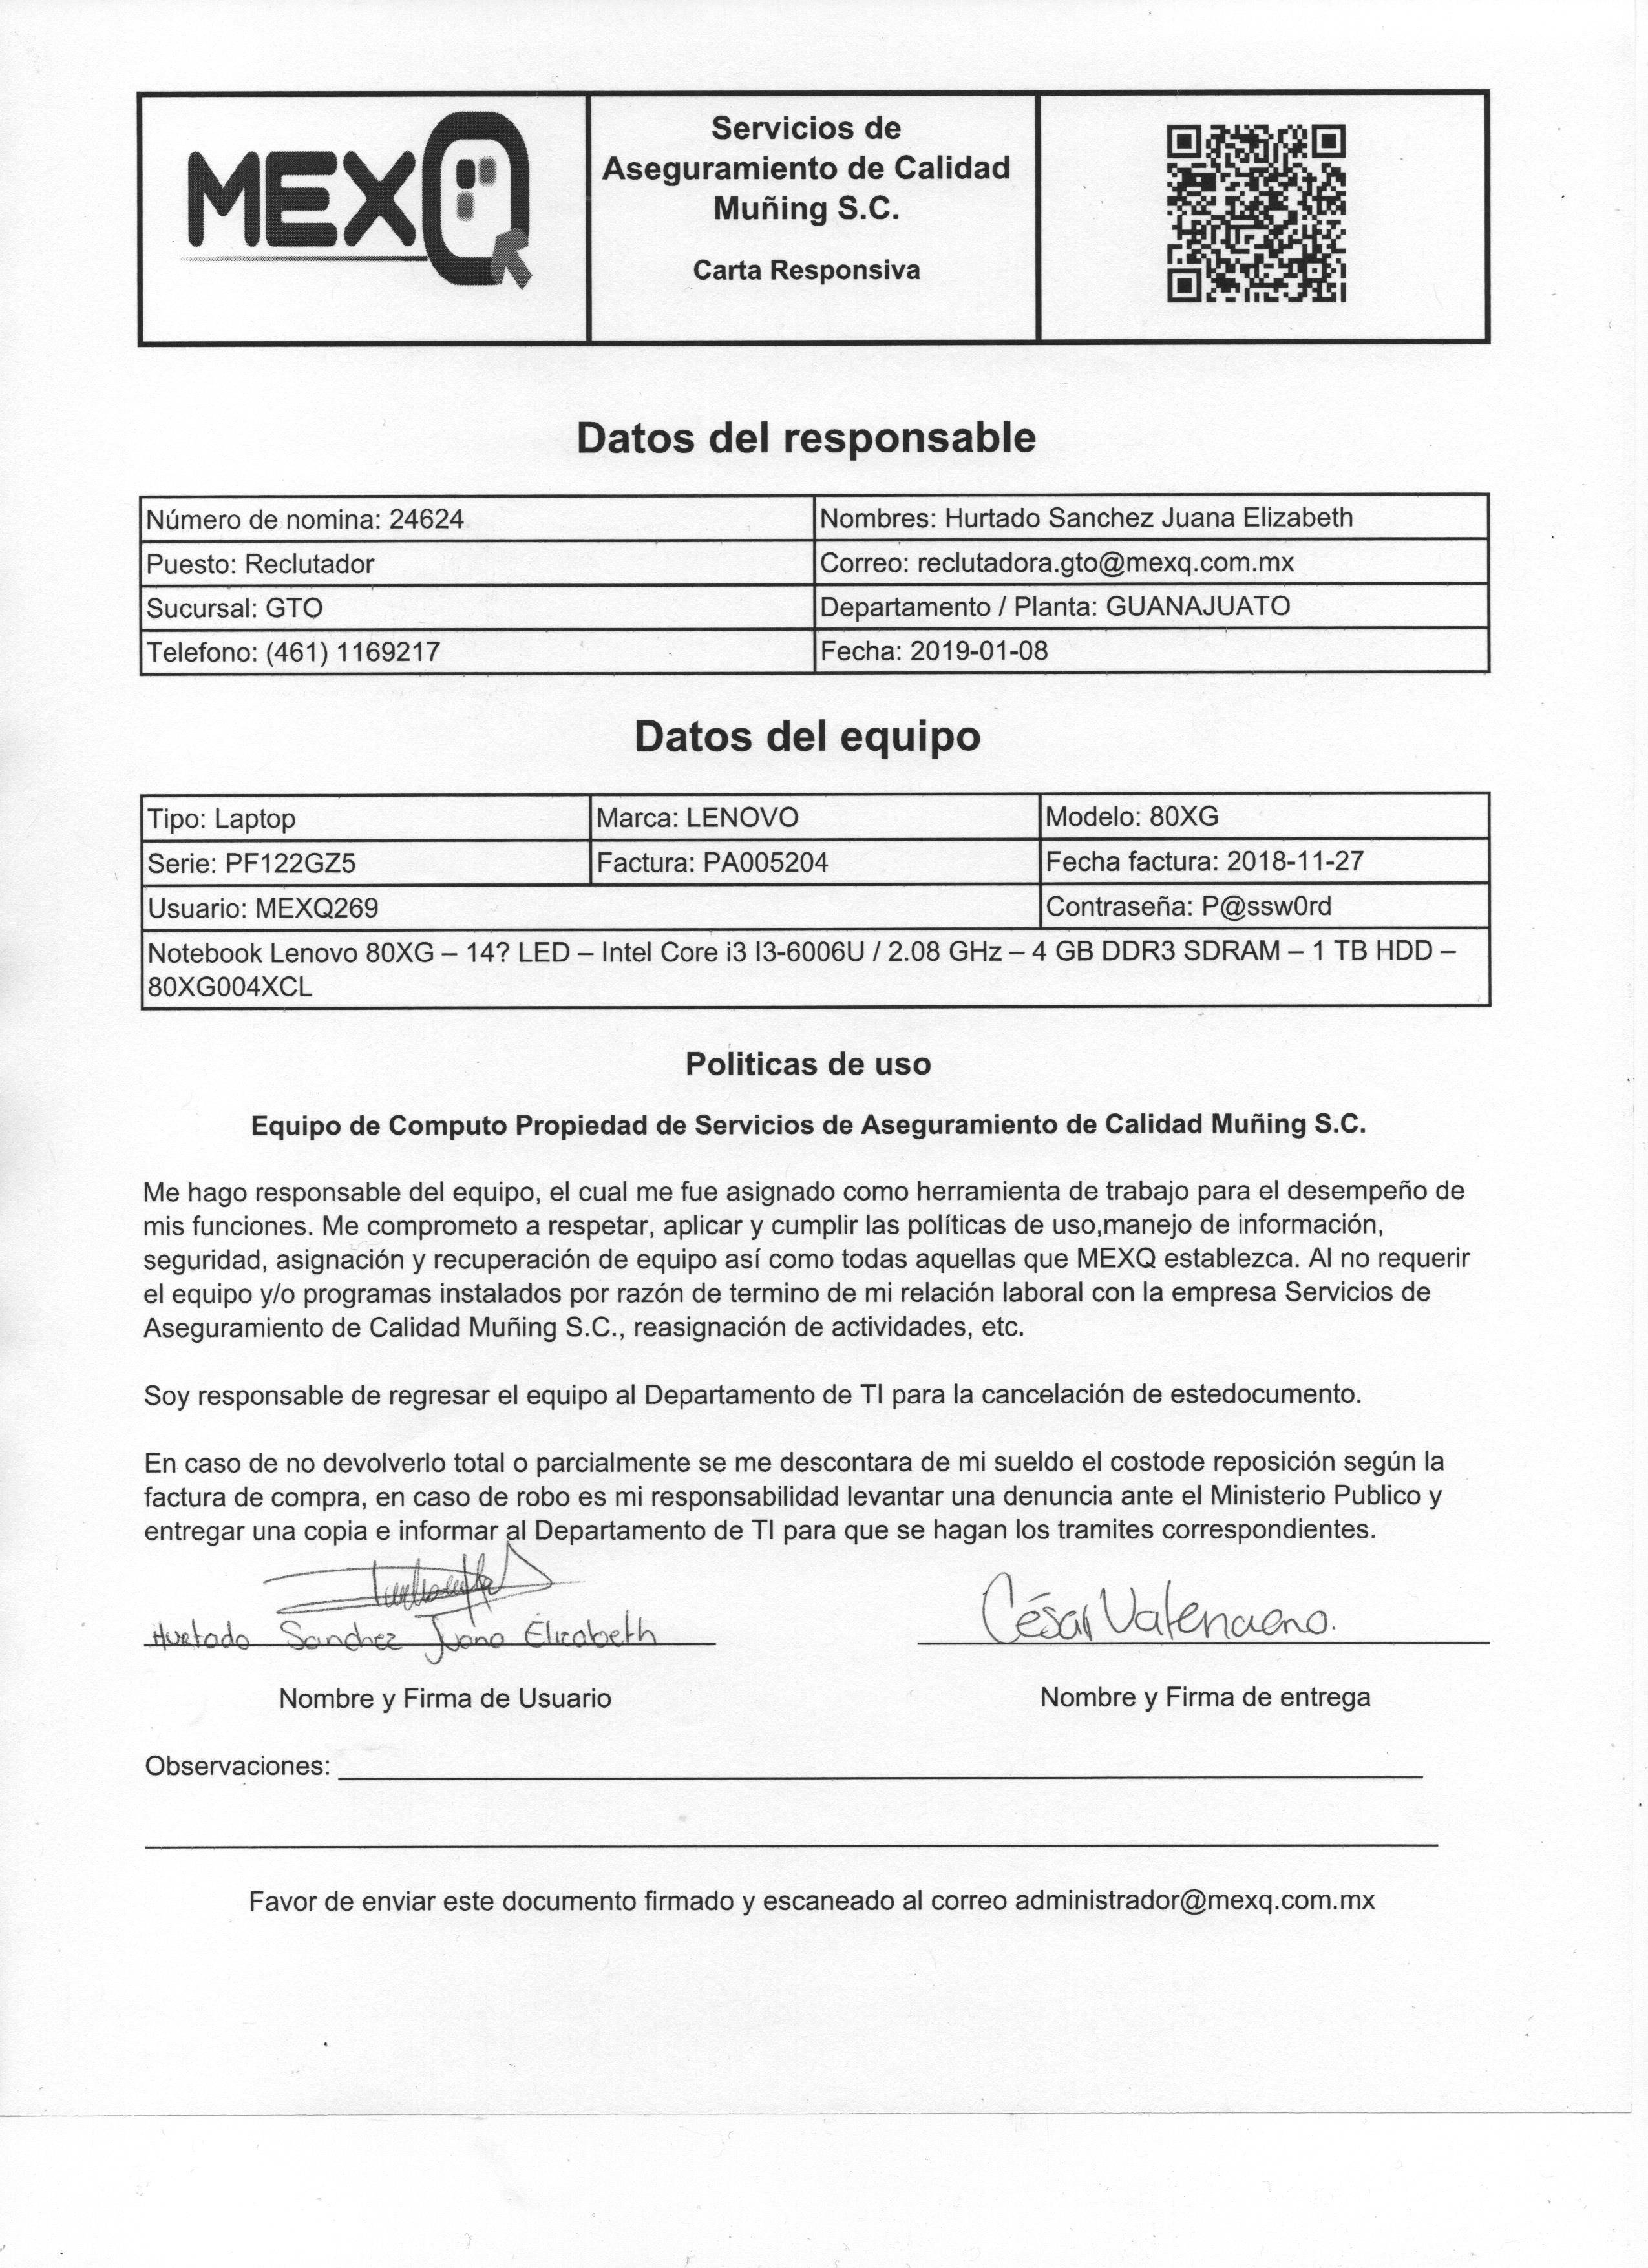 MEXQ
Servicios de
Aseguramiento de Calidad
Muñing S.C.
Carta Responsiva
Datos del responsable
Número de nomina: 24624
Nombres: Hurtado Sanchez Juana Elizabeth
Puesto: Reclutador
Correo: reclutadora.gto@mexq.com.mx
Sucursal: GTO
Departamento / Planta: GUANAJUATO
Telefono: (461) 1169217
Fecha: 2019-01-08
Datos del equipo
Tipo: Laptop
Marca: LENOVO
Modelo: 80XG
Serie: PF122GZ5
Factura: PA005204
Fecha factura: 2018-11-27
Usuario: MEXQ269
Contraseña: P@ssw0rd
Notebook Lenovo 80XG – 14? LED – Intel Core i3 I3-6006U / 2.08 GHz – 4 GB DDR3 SDRAM – 1 TB HDD –
80XG004XCL
Politicas de uso
Equipo de Computo Propiedad de Servicios de Aseguramiento de Calidad Muñing S.C.
Me hago responsable del equipo, el cual me fue asignado como herramienta de trabajo para el desempeño de
mis funciones. Me comprometo a respetar, aplicar y cumplir las políticas de uso,manejo de información,
seguridad, asignación y recuperación de equipo así como todas aquellas que MEXQ establezca. Al no requerir
el equipo y/o programas instalados por razón de termino de mi relación laboral con la empresa Servicios de
Aseguramiento de Calidad Muñing S.C., reasignación de actividades, etc.
Soy responsable de regresar el equipo al Departamento de TI para la cancelación de estedocumento.
En caso de no devolverlo total o parcialmente se me descontara de mi sueldo el costode reposición según la
factura de compra, en caso de robo es mi responsabilidad levantar una denuncia ante el Ministerio Publico y
entregar una copia e informar al Departamento de TI para que se hagan los tramites correspondientes.
Hurtado Sanchez Juana Elizabeth
César
Nombre y Firma de Usuario
Nombre y Firma de entrega
Observaciones:
Favor de enviar este documento firmado y escaneado al correo administrador@mexq.com.mx